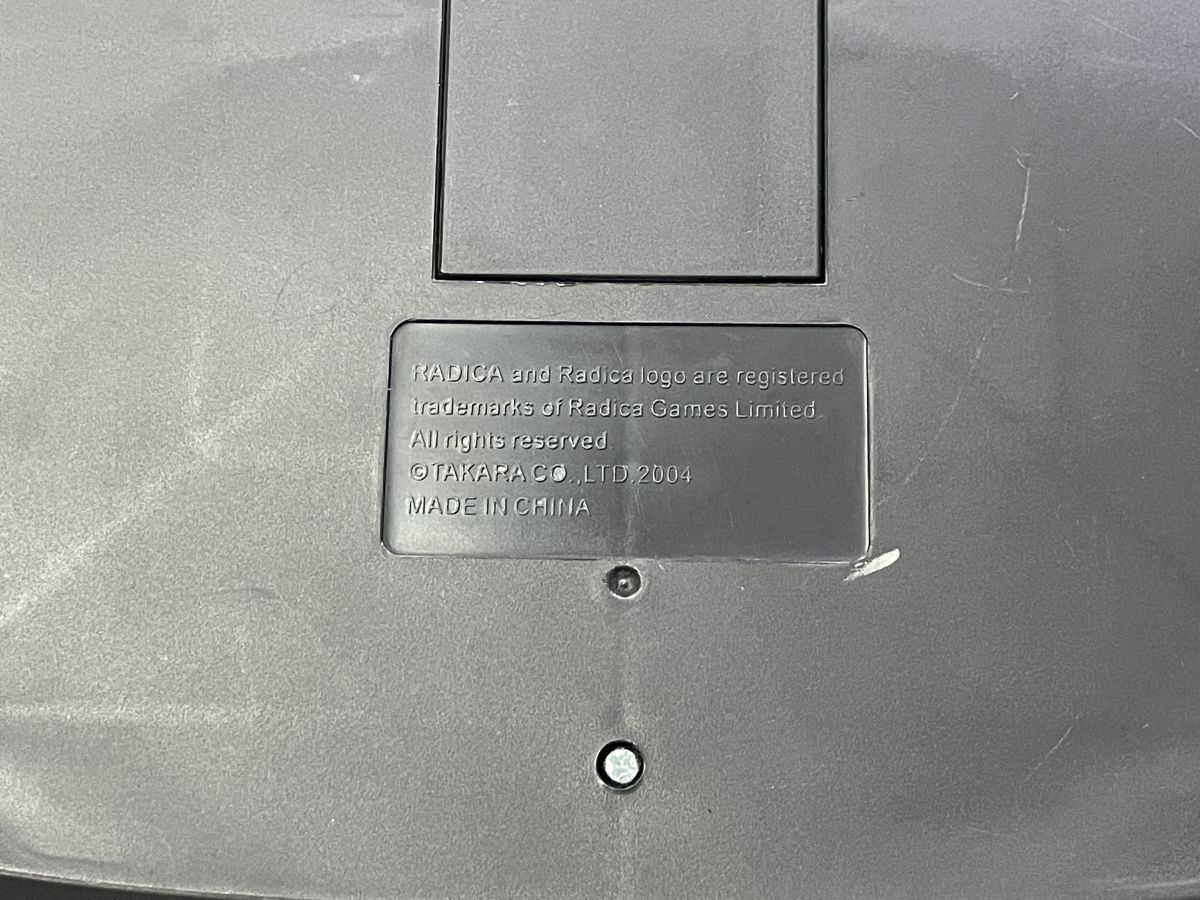 RADICA and Radica logo are registered
trademarks of Radica Games Limited.
All rights reserved.
©TAKARA CO.,LTD.2004
MADE IN CHINA